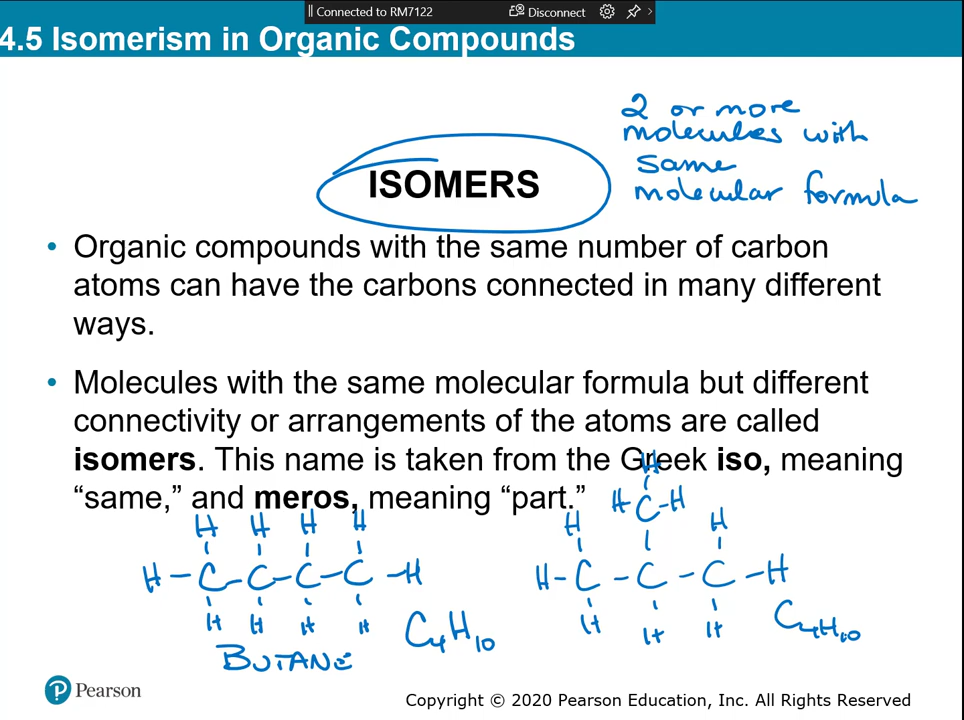 Connected to RM7122 Disconnect
4.5 Isomerism in Organic Compounds
2 or more
molecules with
same
molecular formula
ISOMERS
• Organic compounds with the same number of carbon
atoms can have the carbons connected in many different
ways.
• Molecules with the same molecular formula but different
connectivity or arrangements of the atoms are called
isomers. This name is taken from the Greek iso, meaning
“same,” and meros, meaning “part.”
H H H H
H – C – C – C – C – H
H H H H
C₄H₁₀
BUTANE
H
H C – H
H H
H – C – C – C – H
H H H
C₄H₁₀
Pearson
Copyright © 2020 Pearson Education, Inc. All Rights Reserved